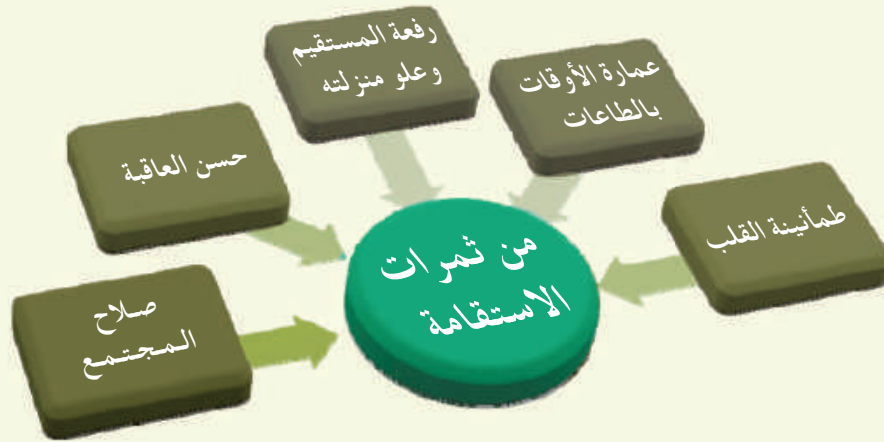 من ثمرات
الاستقامة
طمأنينة القلب
عمارة الأوقات
بالطاعات
رفعة المستقيم
وعلو منزلته
حسن العاقبة
صلاح
المجتمع